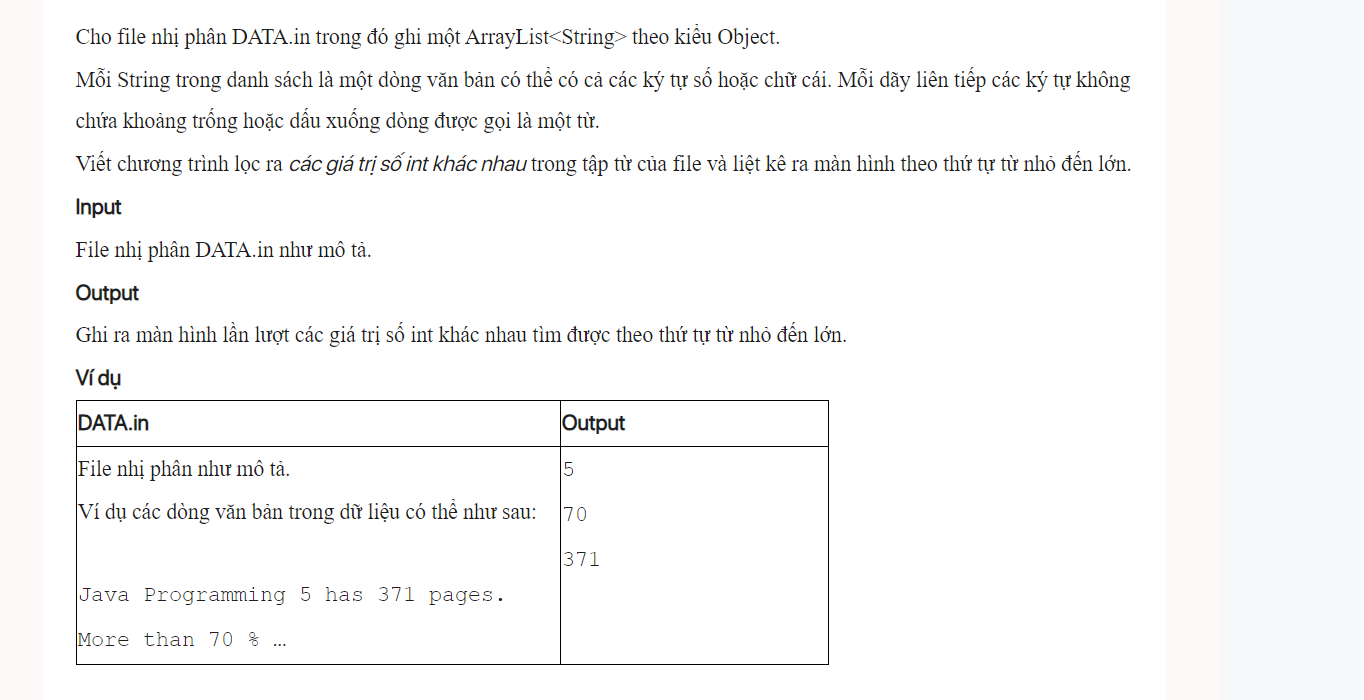 Cho file nhị phân DATA.in trong đó ghi một ArrayList<String> theo kiểu Object.
Mỗi String trong danh sách là một dòng văn bản có thể có cả các ký tự số hoặc chữ cái. Mỗi dãy liên tiếp các ký tự không
chứa khoảng trống hoặc dấu xuống dòng được gọi là một từ.
Viết chương trình lọc ra các giá trị số int khác nhau trong tập từ của file và liệt kê ra màn hình theo thứ tự từ nhỏ đến lớn.
Input
File nhị phân DATA.in như mô tả.
Output
Ghi ra màn hình lần lượt các giá trị số int khác nhau tìm được theo thứ tự từ nhỏ đến lớn.
Ví dụ
DATA.in Output
File nhị phân như mô tả. 5
Ví dụ các dòng văn bản trong dữ liệu có thể như sau: 70
371
Java Programming 5 has 371 pages.
More than 70 % …